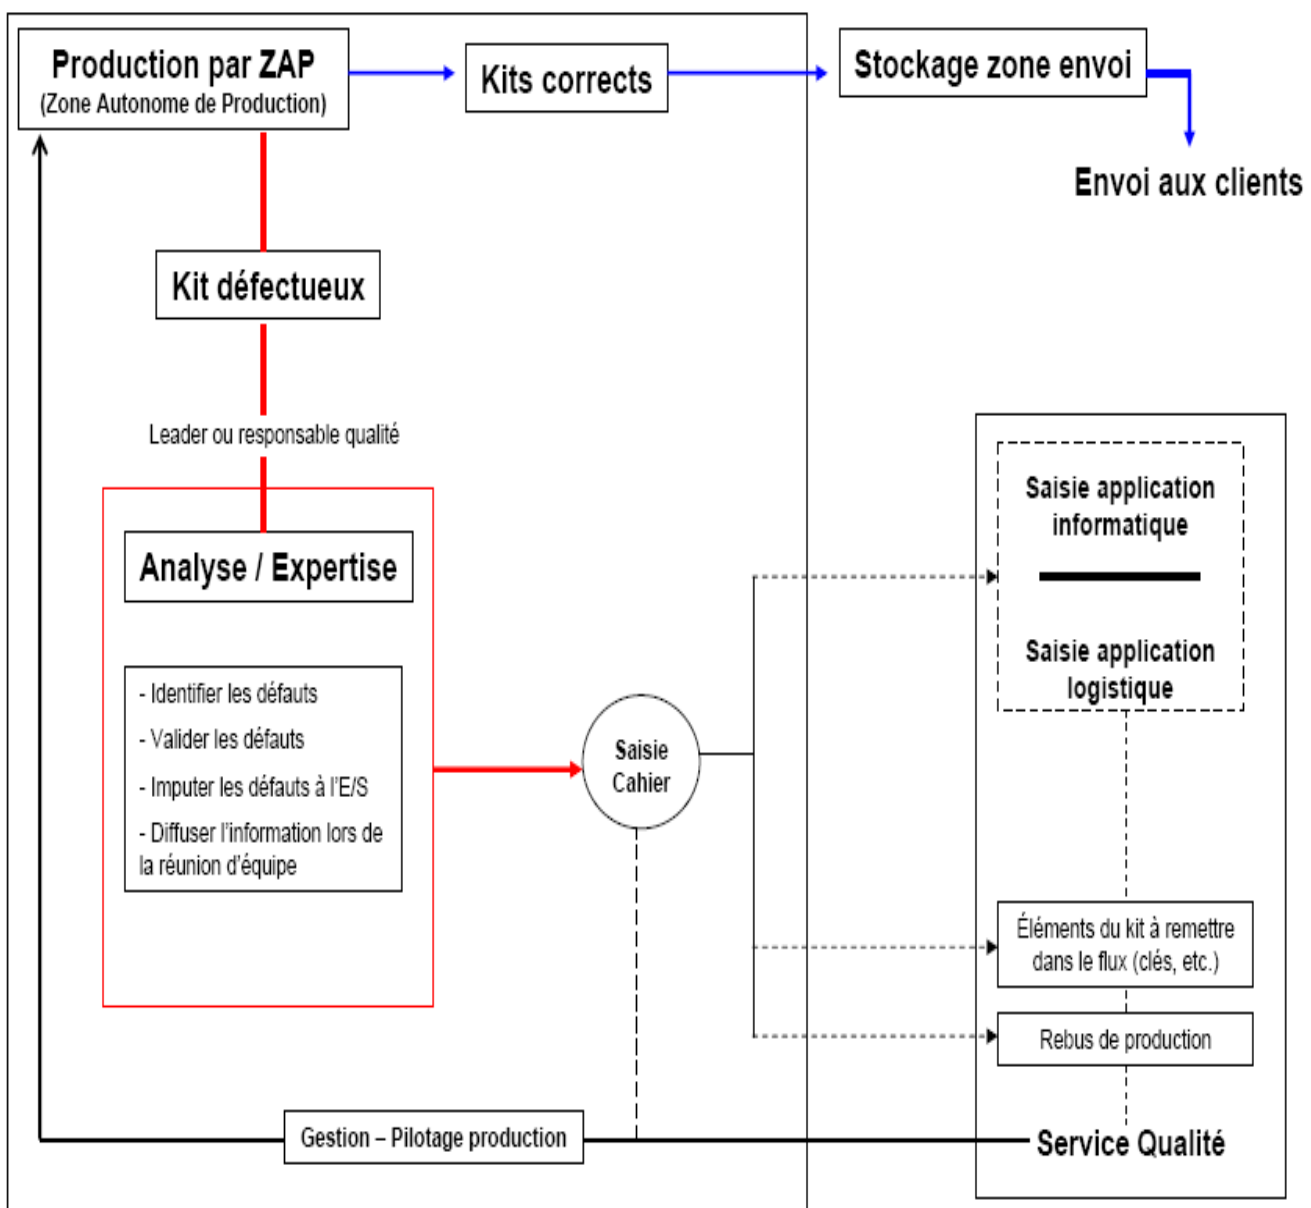 Production par ZAP
(Zone Autonome de Production)
Kits corrects
Stockage zone envoi
Envoi aux clients
Kit défectueux
Leader ou responsable qualité
Analyse / Expertise
- Identifier les défauts
- Valider les défauts
- Imputer les défauts à l'E/S
- Diffuser l'information lors de
la réunion d'équipe
Saisie
Cahier
Saisie application
informatique
Saisie application
logistique
Éléments du kit à remettre
dans le flux (clés, etc.)
Rebus de production
Gestion – Pilotage production
Service Qualité